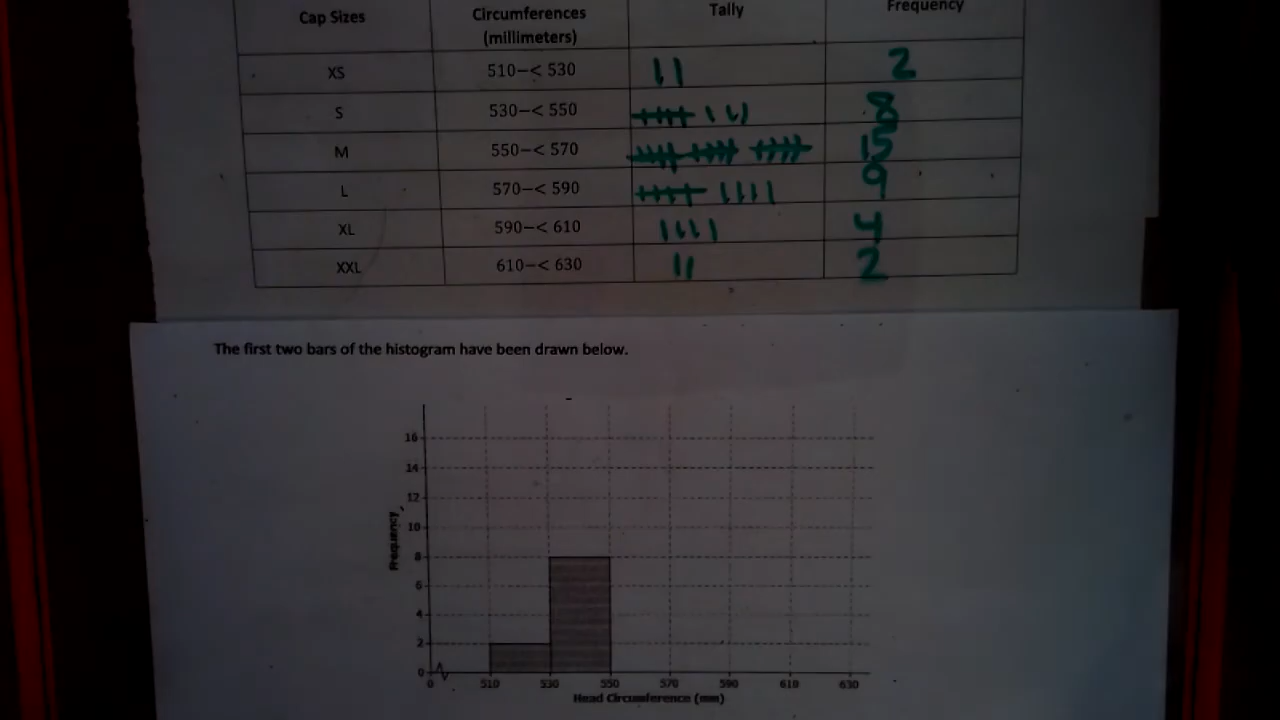 Cap Sizes Circumferences (millimeters) Tally Frequency
XS 510–< 530 2
S 530–< 550 8
M 550–< 570 15
L 570–< 590 9
XL 590–< 610 4
XXL 610–< 630 2
The first two bars of the histogram have been drawn below.
16
14
12
10
8
6
4
2
0
Frequency
0 510 530 550 570 590 610 630
Head Circumference (mm)